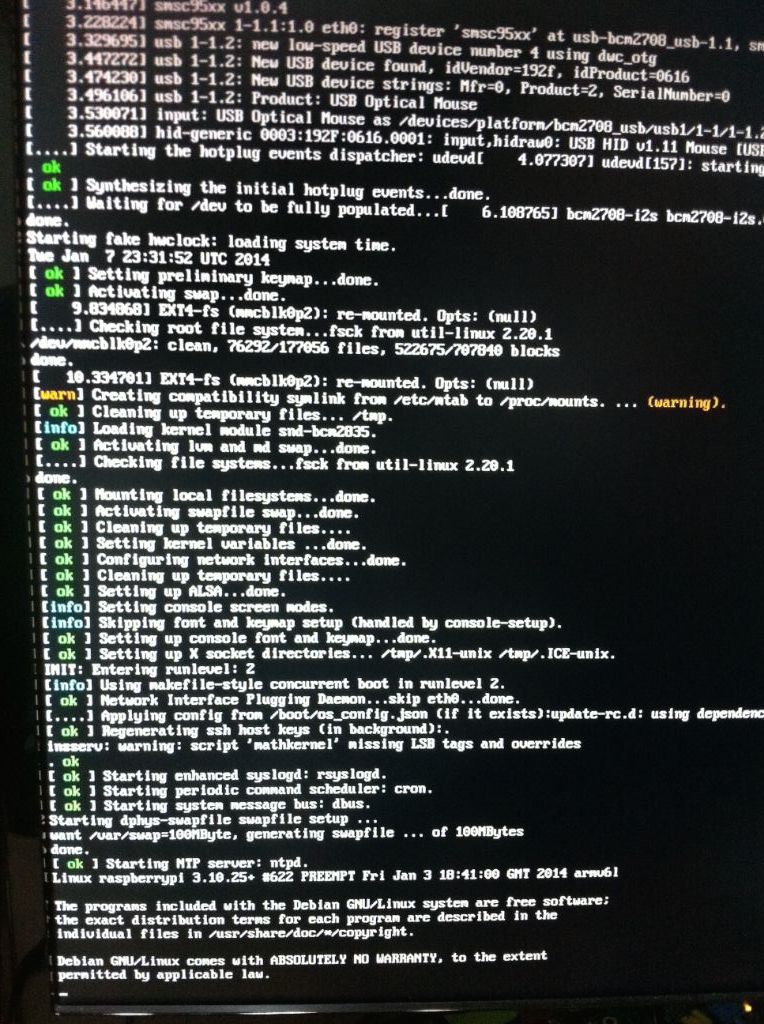 [    3.146447] smsc95xx v1.0.4
[    3.228224] smsc95xx 1-1.1:1.0 eth0: register 'smsc95xx' at usb-bcm2708_usb-1.1, sm
[    3.329695] usb 1-1.2: new low-speed USB device number 4 using dwc_otg
[    3.447272] usb 1-1.2: New USB device found, idVendor=192f, idProduct=0616
[    3.474230] usb 1-1.2: New USB device strings: Mfr=0, Product=2, SerialNumber=0
[    3.496106] usb 1-1.2: Product: USB Optical Mouse
[    3.530071] input: USB Optical Mouse as /devices/platform/bcm2708_usb/usb1/1-1/1-1.2
[    3.560088] hid-generic 0003:192F:0616.0001: input,hidraw0: USB HID v1.11 Mouse [USB
[....] Starting the hotplug events dispatcher: udevd[    4.077307] udevd[157]: starting
. ok
[ ok ] Synthesizing the initial hotplug events...done.
[....] Waiting for /dev to be fully populated...[    6.108765] bcm2708-i2s bcm2708-i2s.
done.
Starting fake hwclock: loading system time.
Tue Jan  7 23:31:52 UTC 2014
[ ok ] Setting preliminary keymap...done.
[ ok ] Activating swap...done.
[    9.834868] EXT4-fs (mmcblk0p2): re-mounted. Opts: (null)
[....] Checking root file system...fsck from util-linux 2.20.1
/dev/mmcblk0p2: clean, 76292/177056 files, 522675/707840 blocks
done.
[   10.334701] EXT4-fs (mmcblk0p2): re-mounted. Opts: (null)
[warn] Creating compatibility symlink from /etc/mtab to /proc/mounts. ... (warning).
[ ok ] Cleaning up temporary files... /tmp.
[info] Loading kernel module snd-bcm2835.
[ ok ] Activating lvm and md swap...done.
[....] Checking file systems...fsck from util-linux 2.20.1
done.
[ ok ] Mounting local filesystems...done.
[ ok ] Activating swapfile swap...done.
[ ok ] Cleaning up temporary files....
[ ok ] Setting kernel variables ...done.
[ ok ] Configuring network interfaces...done.
[ ok ] Cleaning up temporary files....
[ ok ] Setting up ALSA...done.
[info] Setting console screen modes.
[info] Skipping font and keymap setup (handled by console-setup).
[ ok ] Setting up console font and keymap...done.
[ ok ] Setting up X socket directories... /tmp/.X11-unix /tmp/.ICE-unix.
INIT: Entering runlevel: 2
[info] Using makefile-style concurrent boot in runlevel 2.
[ ok ] Network Interface Plugging Daemon...skip eth0...done.
[....] Applying config from /boot/os_config.json (if it exists):update-rc.d: using dependenc
[ ok ] Regenerating ssh host keys (in background):.
insserv: warning: script 'mathkernel' missing LSB tags and overrides
. ok
[ ok ] Starting enhanced syslogd: rsyslogd.
[ ok ] Starting periodic command scheduler: cron.
[ ok ] Starting system message bus: dbus.
Starting dphys-swapfile swapfile setup ...
want /var/swap=100MByte, generating swapfile ... of 100MBytes
done.
[ ok ] Starting NTP server: ntpd.
Linux raspberrypi 3.10.25+ #622 PREEMPT Fri Jan 3 18:41:00 GMT 2014 armv6l
The programs included with the Debian GNU/Linux system are free software;
the exact distribution terms for each program are described in the
individual files in /usr/share/doc/*/copyright.
Debian GNU/Linux comes with ABSOLUTELY NO WARRANTY, to the extent
permitted by applicable law.